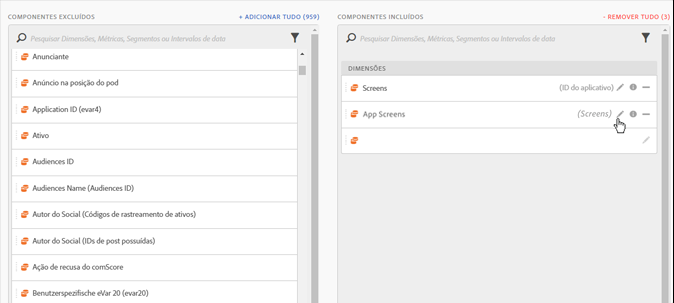 COMPONENTES EXCLUÍDOS
+ ADICIONAR TUDO (959)
Pesquisar Dimensões, Métricas, Segmentos ou Intervalos de data
Anunciante
Anúncio na posição do pod
Application ID (evar4)
Ativo
Audiences ID
Audiences Name (Audiences ID)
Autor do Social (Códigos de rastreamento de ativos)
Autor do Social (IDs de post possuídas)
Ação de recusa do comScore
Benutzerspezifische eVar 20 (evar20)
COMPONENTES INCLUÍDOS
- REMOVER TUDO (3)
Pesquisar Dimensões, Métricas, Segmentos ou Intervalos de data
DIMENSÕES
Screens (ID do aplicativo)
App Screens (Screens)